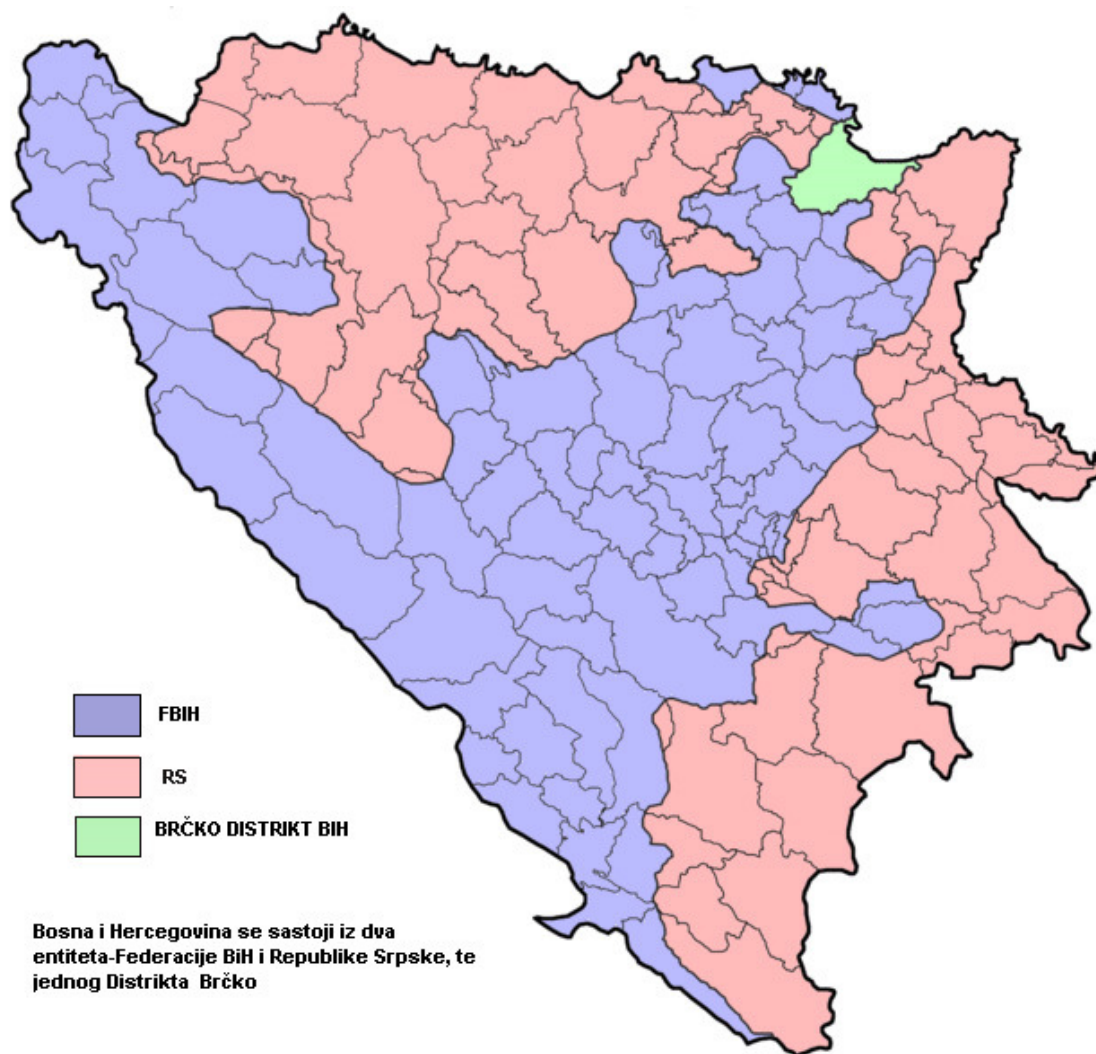 FBIH
RS
BRČKO DISTRIKT BIH
Bosna i Hercegovina se sastoji iz dva
entiteta-Federacije BiH i Republike Srpske, te
jednog Distrikta Brčko